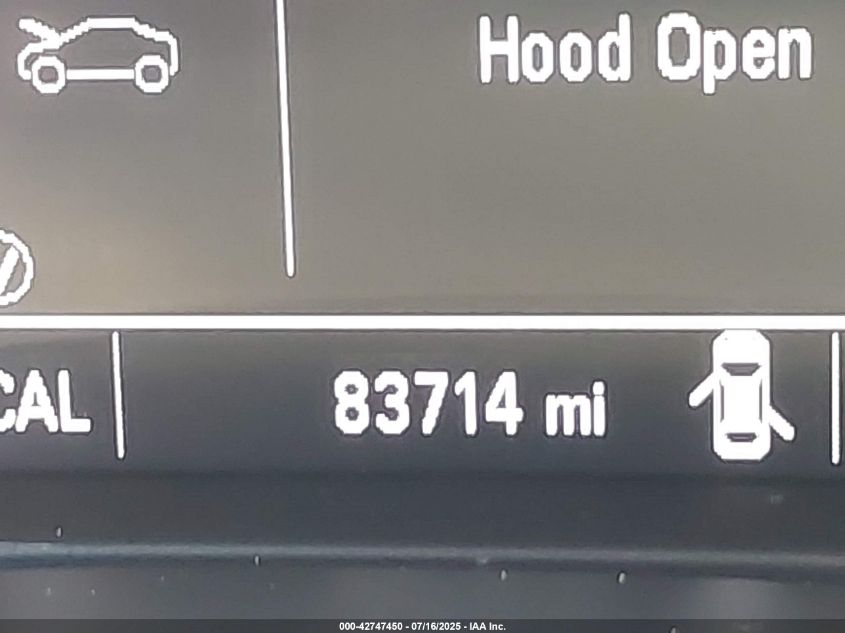 Hood Open
CAL
83714 mi
000-42747450 - 07/16/2025 - IAA Inc.